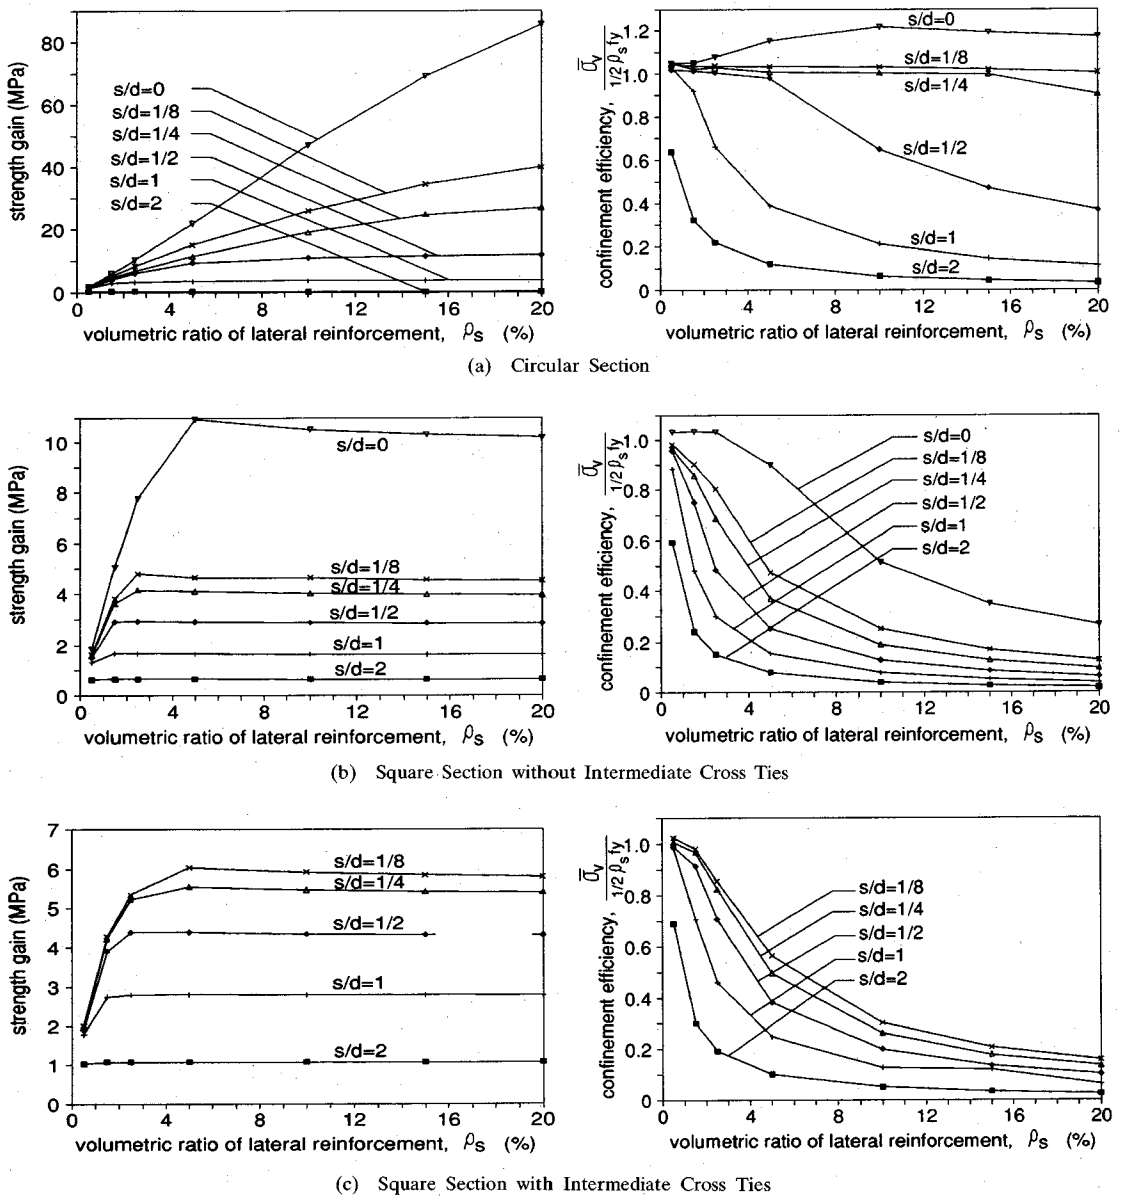 strength gain (MPa)
80
60
40
20
0
s/d=0
s/d=1/8
s/d=1/4
s/d=1/2
s/d=1
s/d=2
0 4 8 12 16 20
volumetric ratio of lateral reinforcement, ρs (%)
confinement efficiency, σ̅v / 1/2 ρs fy
1.2
1.0
0.8
0.6
0.4
0.2
0
s/d=0
s/d=1/8
s/d=1/4
s/d=1/2
s/d=1
s/d=2
0 4 8 12 16 20
volumetric ratio of lateral reinforcement, ρs (%)
(a) Circular Section
strength gain (MPa)
10
8
6
4
2
0
s/d=0
s/d=1/8
s/d=1/4
s/d=1/2
s/d=1
s/d=2
0 4 8 12 16 20
volumetric ratio of lateral reinforcement, ρs (%)
confinement efficiency, σ̅v / 1/2 ρs fy
1.0
0.8
0.6
0.4
0.2
0
s/d=0
s/d=1/8
s/d=1/4
s/d=1/2
s/d=1
s/d=2
0 4 8 12 16 20
volumetric ratio of lateral reinforcement, ρs (%)
(b) Square Section without Intermediate Cross Ties
strength gain (MPa)
7
6
5
4
3
2
1
0
s/d=1/8
s/d=1/4
s/d=1/2
s/d=1
s/d=2
0 4 8 12 16 20
volumetric ratio of lateral reinforcement, ρs (%)
confinement efficiency, σ̅v / 1/2 ρs fy
1.0
0.8
0.6
0.4
0.2
0
s/d=1/8
s/d=1/4
s/d=1/2
s/d=1
s/d=2
0 4 8 12 16 20
volumetric ratio of lateral reinforcement, ρs (%)
(c) Square Section with Intermediate Cross Ties